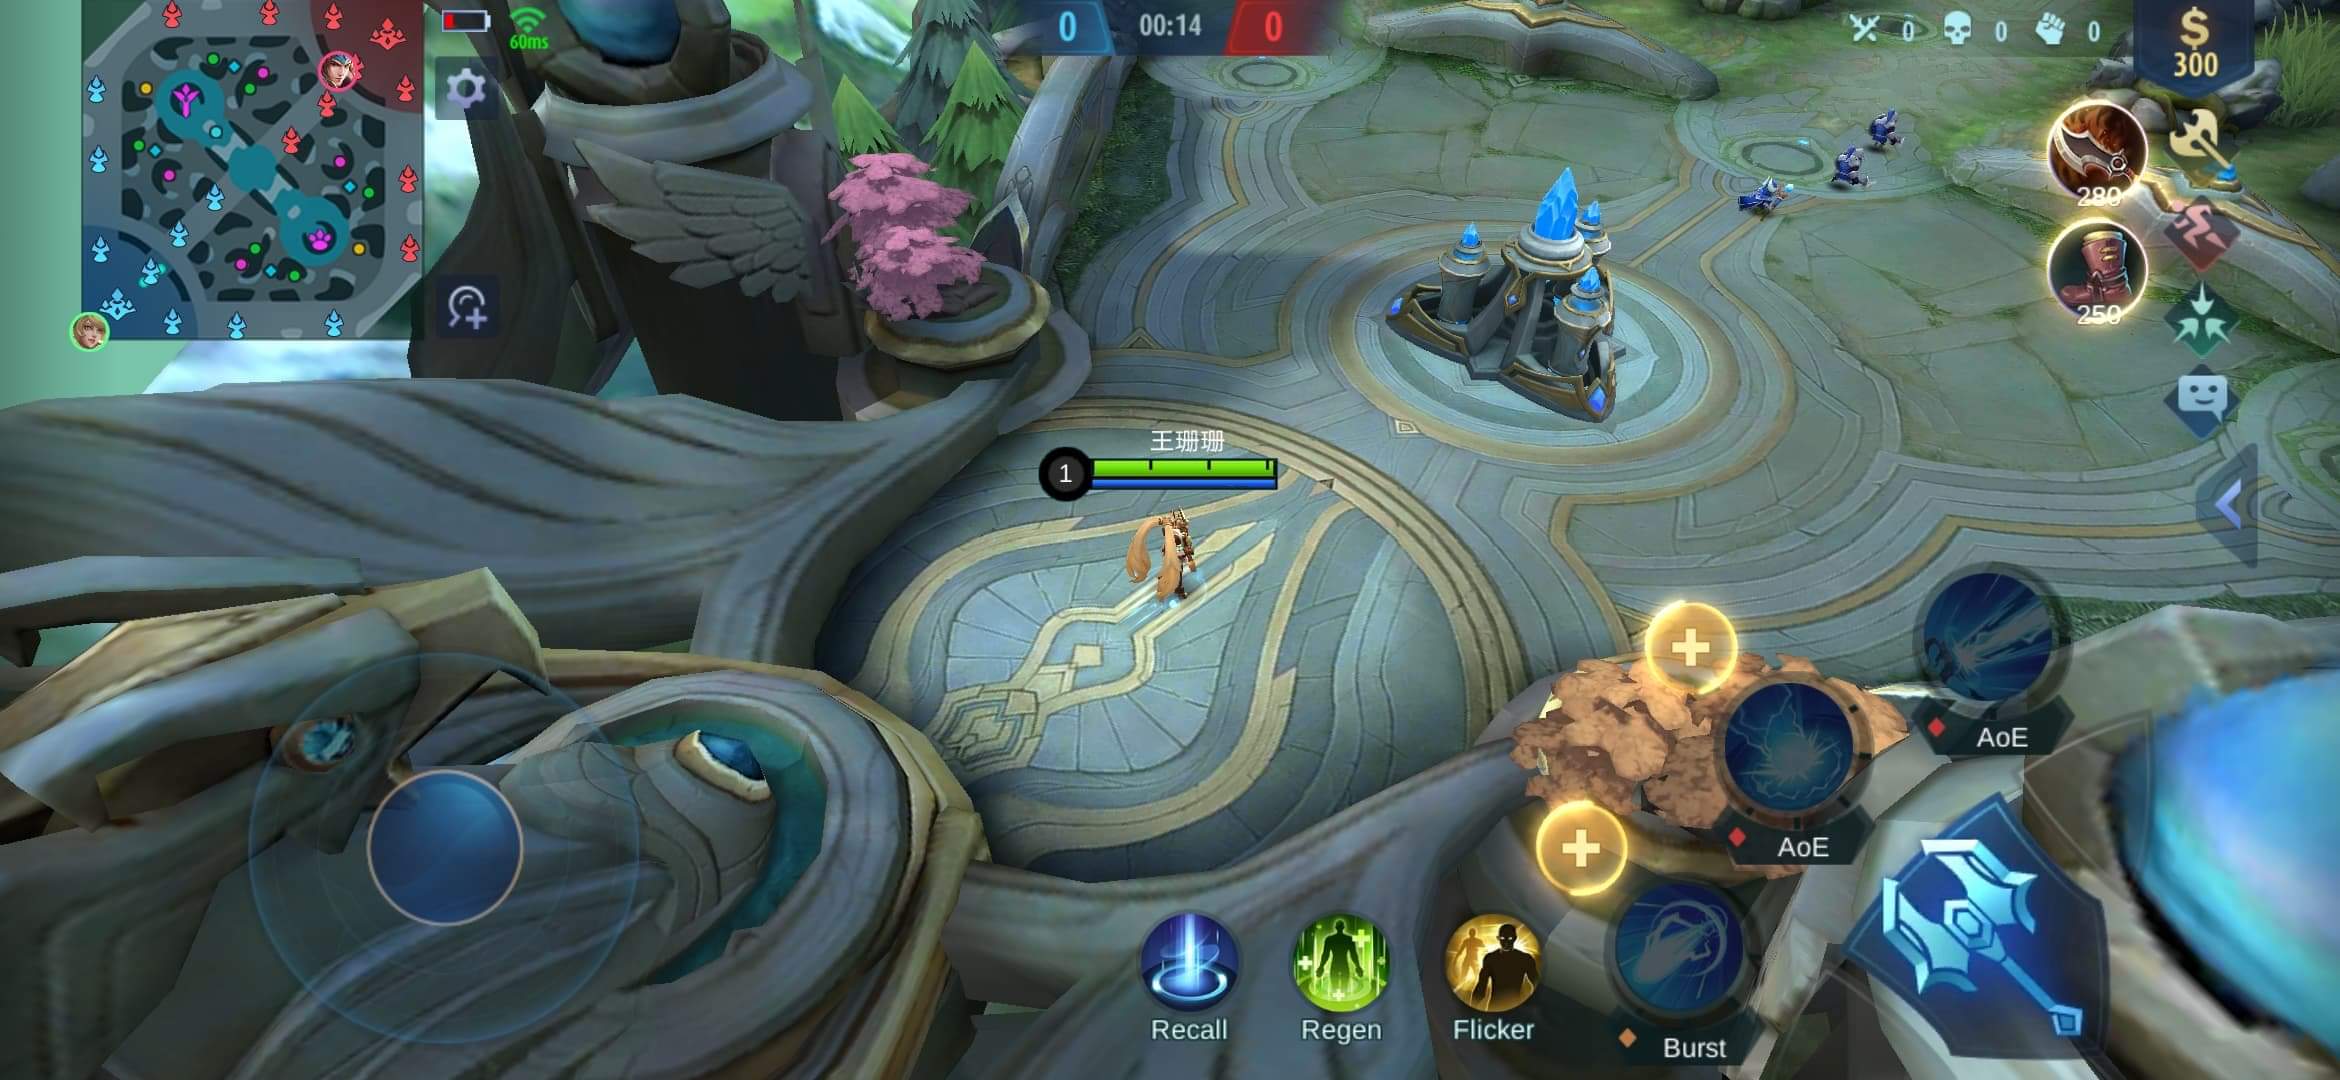 60ms
0 00:14 0
0 0 0
$
300
280
250
王珊珊
1
AoE
AoE
Recall Regen Flicker
Burst